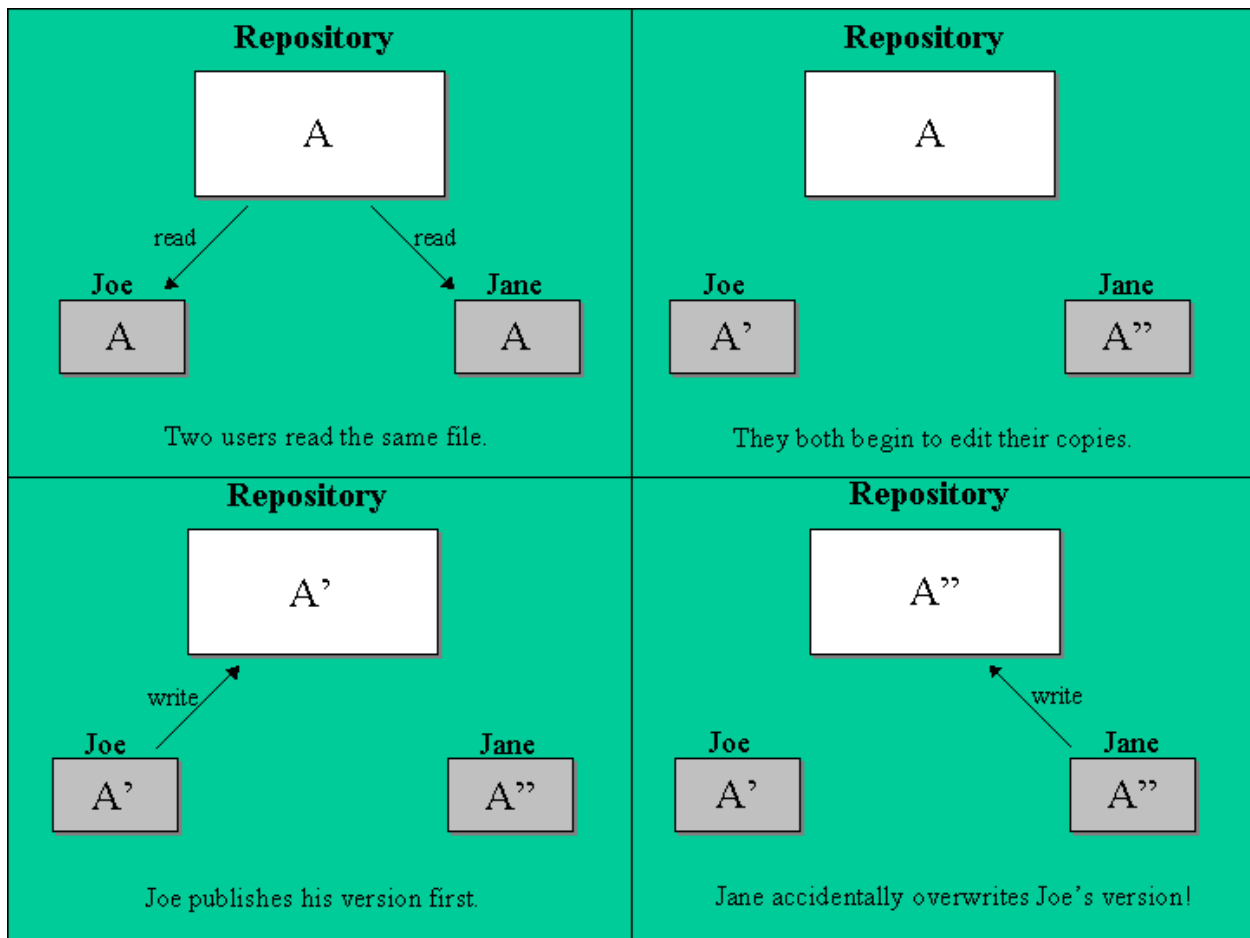 Repository
A
read
read
Joe
Jane
A
A
Two users read the same file.
Repository
A
Joe
Jane
A’
A”
They both begin to edit their copies.
Repository
A’
write
Joe
Jane
A’
A”
Joe publishes his version first.
Repository
A”
write
Joe
Jane
A’
A”
Jane accidentally overwrites Joe’s version!